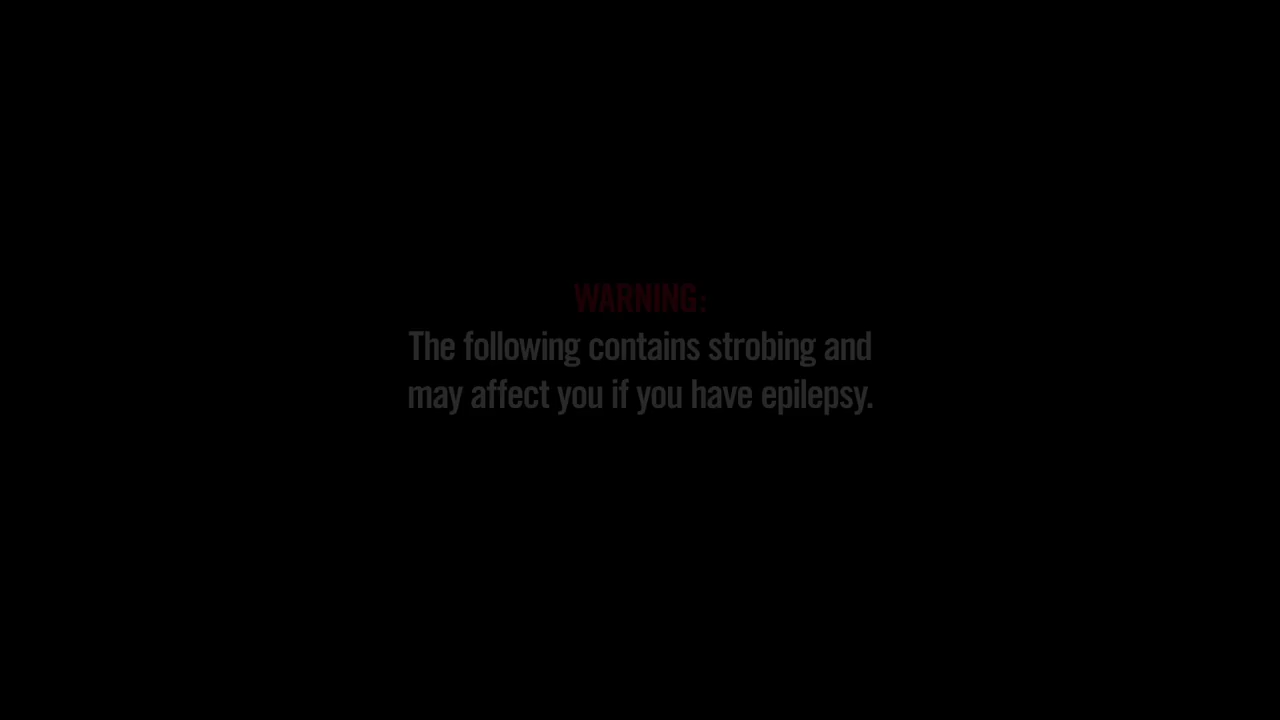 WARNING:
The following contains strobing and
may affect you if you have epilepsy.